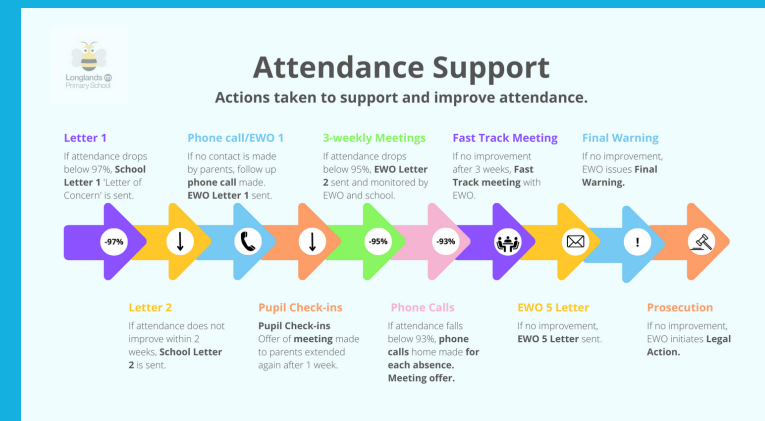 Longlands
Primary School
Attendance Support
Actions taken to support and improve attendance.
Letter 1
If attendance drops
below 97%, School
Letter 1 'Letter of
Concern' is sent.
Phone call/EWO 1
If no contact is made
by parents, follow up
phone call made.
EWO Letter 1 sent.
3-weekly Meetings
If attendance drops
below 95%, EWO Letter
2 sent and monitored by
EWO and school.
Fast Track Meeting
If no improvement
after 3 weeks, Fast
Track meeting with
EWO.
Final Warning
If no improvement,
EWO issues Final
Warning.
-97%
-95%
-93%
!
Letter 2
If attendance does not
improve within 2
weeks, School Letter
2 is sent.
Pupil Check-ins
Pupil Check-ins
Offer of meeting made
to parents extended
again after 1 week.
Phone Calls
If attendance falls
below 93%, phone
calls home made for
each absence.
Meeting offer.
EWO 5 Letter
If no improvement,
EWO 5 Letter sent.
Prosecution
If no improvement,
EWO initiates Legal
Action.